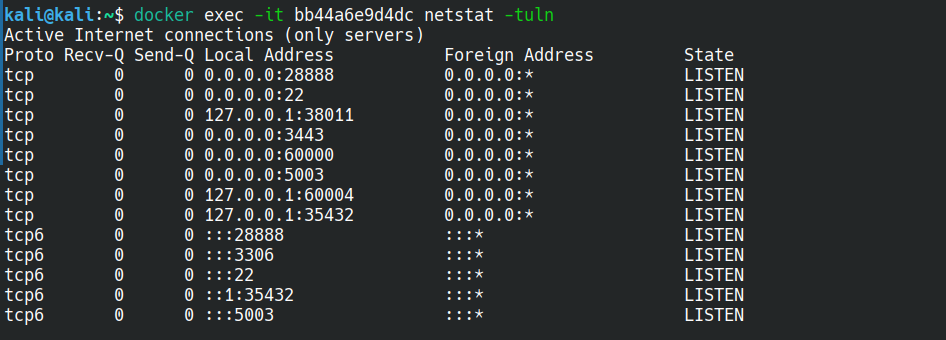 kali@kali:~$ docker exec -it bb44a6e9d4dc netstat -tuln
Active Internet connections (only servers)
Proto Recv-Q Send-Q Local Address           Foreign Address         State
tcp        0      0 0.0.0.0:28888           0.0.0.0:*               LISTEN
tcp        0      0 0.0.0.0:22              0.0.0.0:*               LISTEN
tcp        0      0 127.0.0.1:38011         0.0.0.0:*               LISTEN
tcp        0      0 0.0.0.0:3443            0.0.0.0:*               LISTEN
tcp        0      0 0.0.0.0:60000           0.0.0.0:*               LISTEN
tcp        0      0 0.0.0.0:5003            0.0.0.0:*               LISTEN
tcp        0      0 127.0.0.1:60004         0.0.0.0:*               LISTEN
tcp        0      0 127.0.0.1:35432         0.0.0.0:*               LISTEN
tcp6       0      0 :::28888                :::*                    LISTEN
tcp6       0      0 :::3306                 :::*                    LISTEN
tcp6       0      0 :::22                   :::*                    LISTEN
tcp6       0      0 ::1:35432               :::*                    LISTEN
tcp6       0      0 :::5003                 :::*                    LISTEN